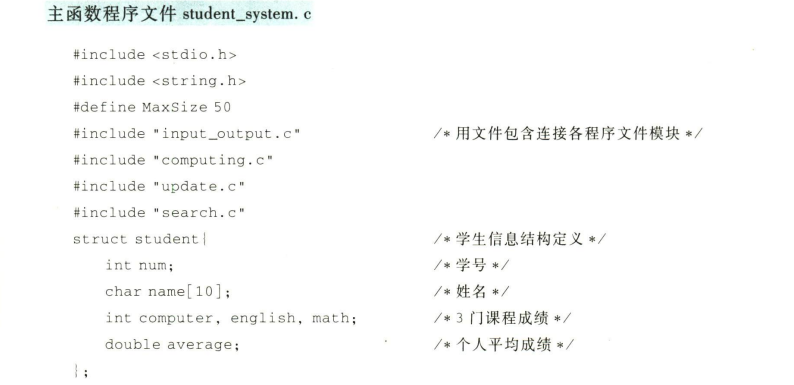 主函数程序文件 student_system. c
#include <stdio.h>
#include <string.h>
#define MaxSize 50
#include "input_output.c" /* 用文件包含连接各程序文件模块 */
#include "computing.c"
#include "update.c"
#include "search.c"
struct student{ /* 学生信息结构定义 */
int num; /* 学号 */
char name[10]; /* 姓名 */
int computer, english, math; /* 3 门课程成绩 */
double average; /* 个人平均成绩 */
};